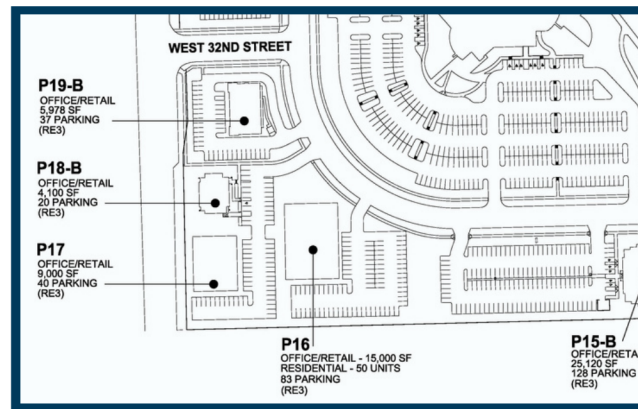 WEST 32ND STREET
P19-B
OFFICE/RETAIL
5,978 SF
37 PARKING
(RE3)
P18-B
OFFICE/RETAIL
4,100 SF
20 PARKING
(RE3)
P17
OFFICE/RETAIL
9,000 SF
40 PARKING
(RE3)
P16
OFFICE/RETAIL - 15,000 SF
RESIDENTIAL - 50 UNITS
83 PARKING
(RE3)
P15-B
OFFICE/RETA
25,120 SF
128 PARKING
(RE3)